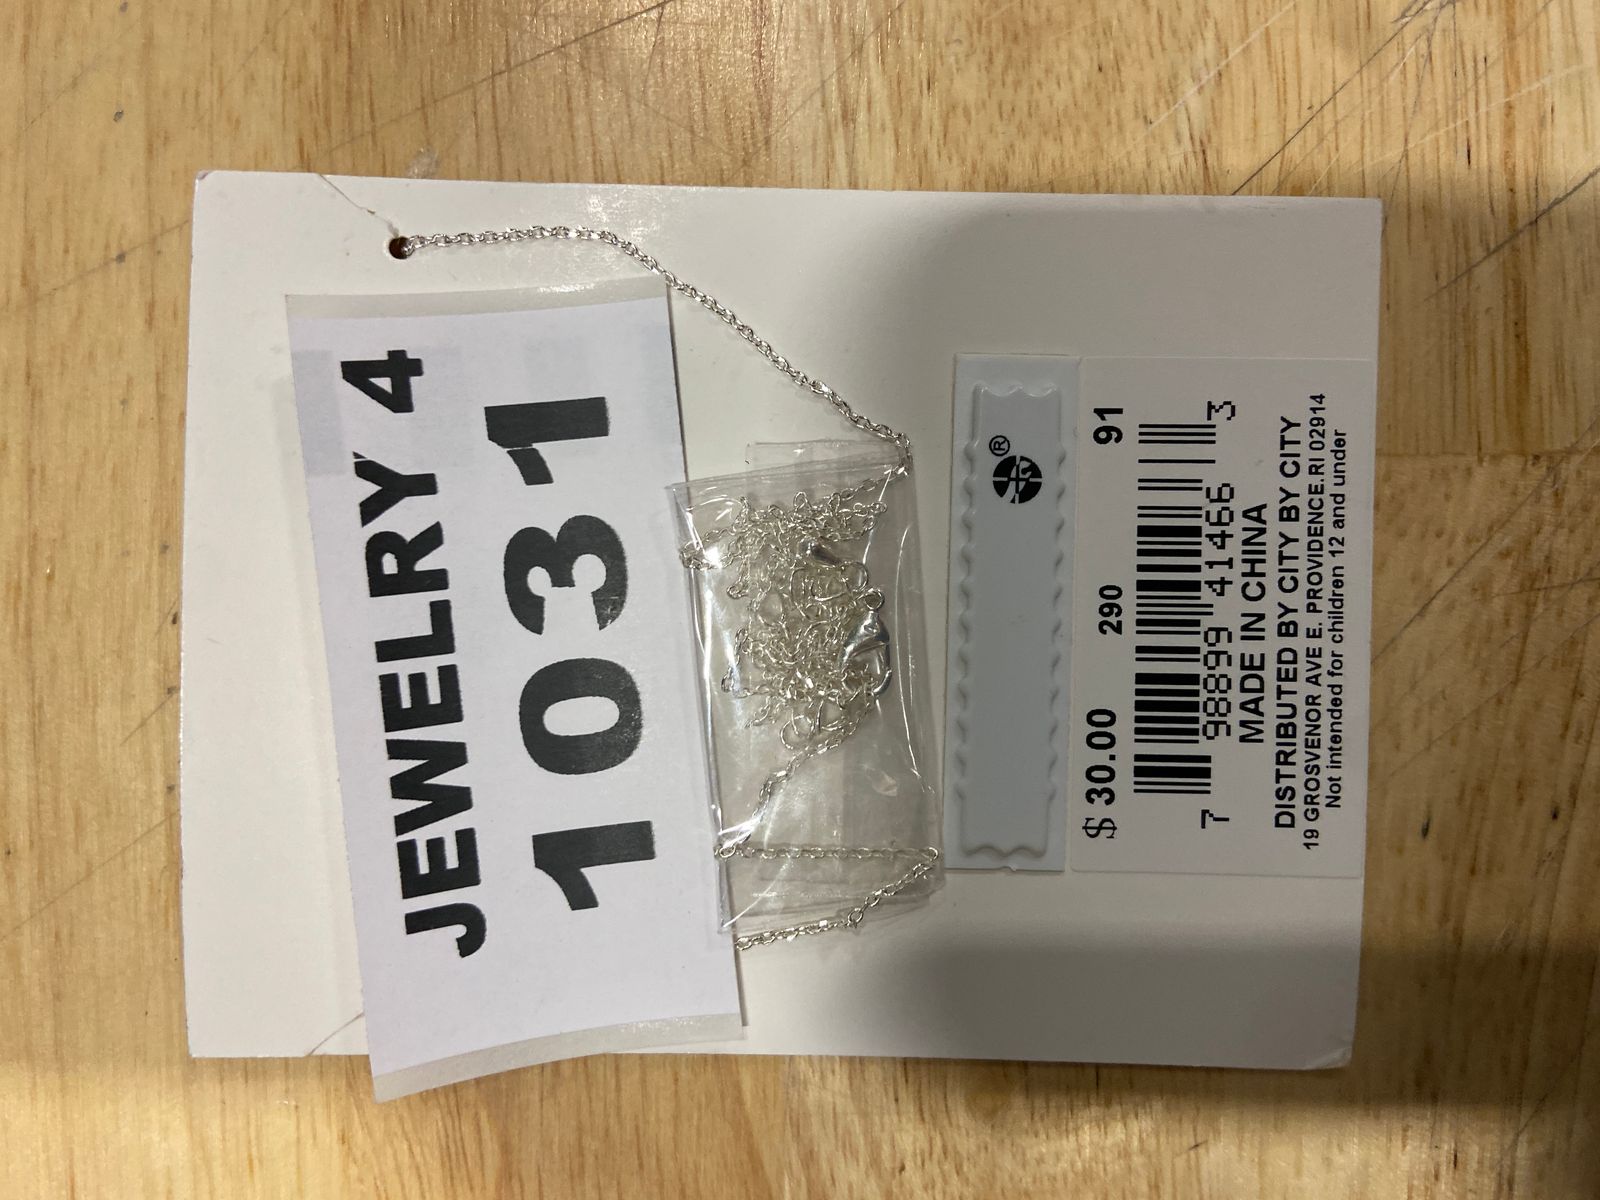 JEWELRY 4
1031
®
$ 30.00 290 91
7 98899 41466 3
MADE IN CHINA
DISTRIBUTED BY CITY BY CITY
19 GROSVENOR AVE E. PROVIDENCE.RI 02914
Not intended for children 12 and under